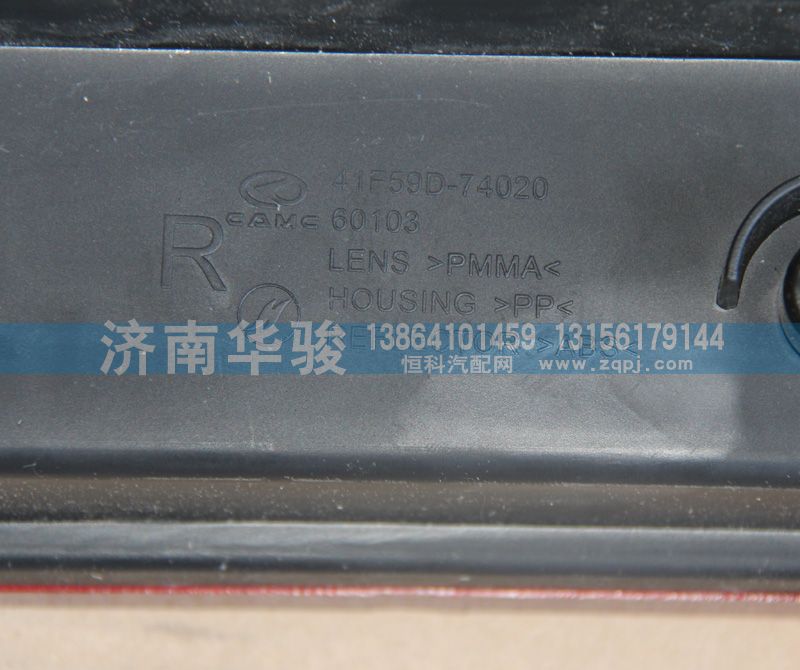 41F59D-74020
CAMC 60103
R
LENS >PMMA<
HOUSING >PP<
>ABS<
济南华骏 13864101459 13156179144
恒科汽配网 www.zqpj.com